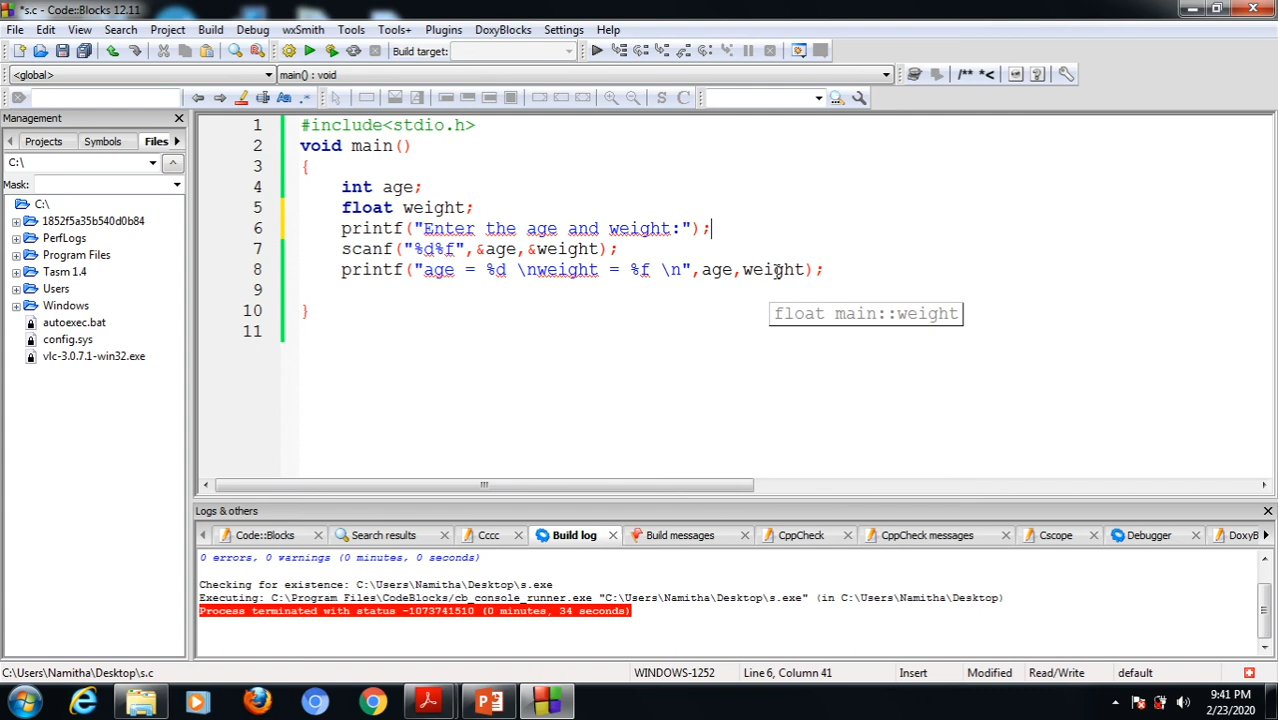 *s.c - Code::Blocks 12.11
File Edit View Search Project Build Debug wxSmith Tools Tools+ Plugins DoxyBlocks Settings Help
Build target:
<global> main() : void
/** *<
S C
Management
Projects Symbols Files
C:\
Mask:
C:\
1852f5a35b540d0b84
PerfLogs
Program Files
Tasm 1.4
Users
Windows
autoexec.bat
config.sys
vlc-3.0.7.1-win32.exe
1 #include<stdio.h>
2 void main()
3 {
4 int age;
5 float weight;
6 printf("Enter the age and weight:");
7 scanf("%d%f",&age,&weight);
8 printf("age = %d \nweight = %f \n",age,weight);
9
10 }
11
float main::weight
Logs & others
Code::Blocks Search results Cccc Build log Build messages CppCheck CppCheck messages Cscope Debugger DoxyB
0 errors, 0 warnings (0 minutes, 0 seconds)
Checking for existence: C:\Users\Namitha\Desktop\s.exe
Executing: C:\Program Files\CodeBlocks/cb_console_runner.exe "C:\Users\Namitha\Desktop\s.exe" (in C:\Users\Namitha\Desktop)
Process terminated with status -1073741510 (0 minutes, 34 seconds)
C:\Users\Namitha\Desktop\s.c WINDOWS-1252 Line 6, Column 41 Insert Modified Read/Write default
9:41 PM
2/23/2020